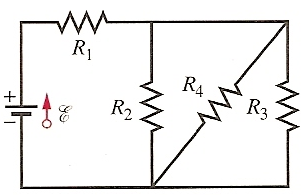 R₁
+
−
ℰ
R₂
R₄
R₃